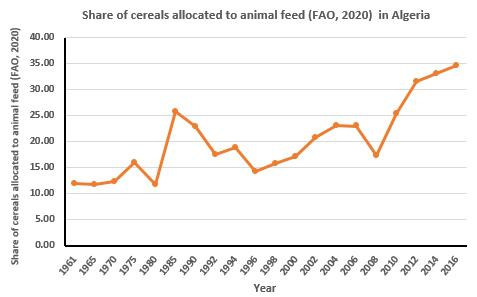 Share of cereals allocated to animal feed (FAO, 2020)  in Algeria
Share of cereals allocated to animal feed (FAO, 2020)
40.00
35.00
30.00
25.00
20.00
15.00
10.00
5.00
0.00
1961 1965 1970 1975 1980 1985 1990 1992 1994 1996 1998 2000 2002 2004 2006 2008 2010 2012 2014 2016
Year